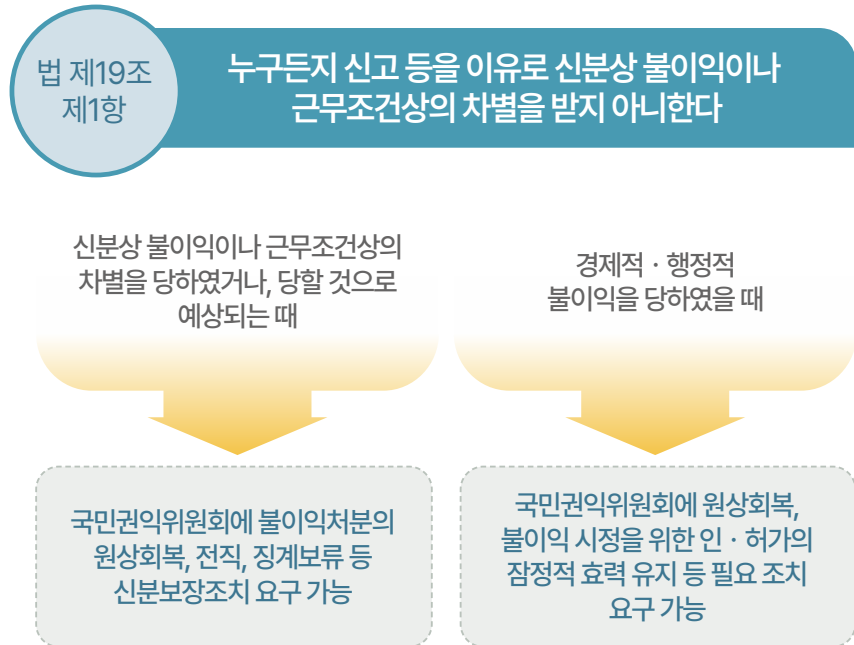 법 제19조
제1항
누구든지 신고 등을 이유로 신분상 불이익이나
근무조건상의 차별을 받지 아니한다
신분상 불이익이나 근무조건상의
차별을 당하였거나, 당할 것으로
예상되는 때
경제적 · 행정적
불이익을 당하였을 때
국민권익위원회에 불이익처분의
원상회복, 전직, 징계보류 등
신분보장조치 요구 가능
국민권익위원회에 원상회복,
불이익 시정을 위한 인 · 허가의
잠정적 효력 유지 등 필요 조치
요구 가능